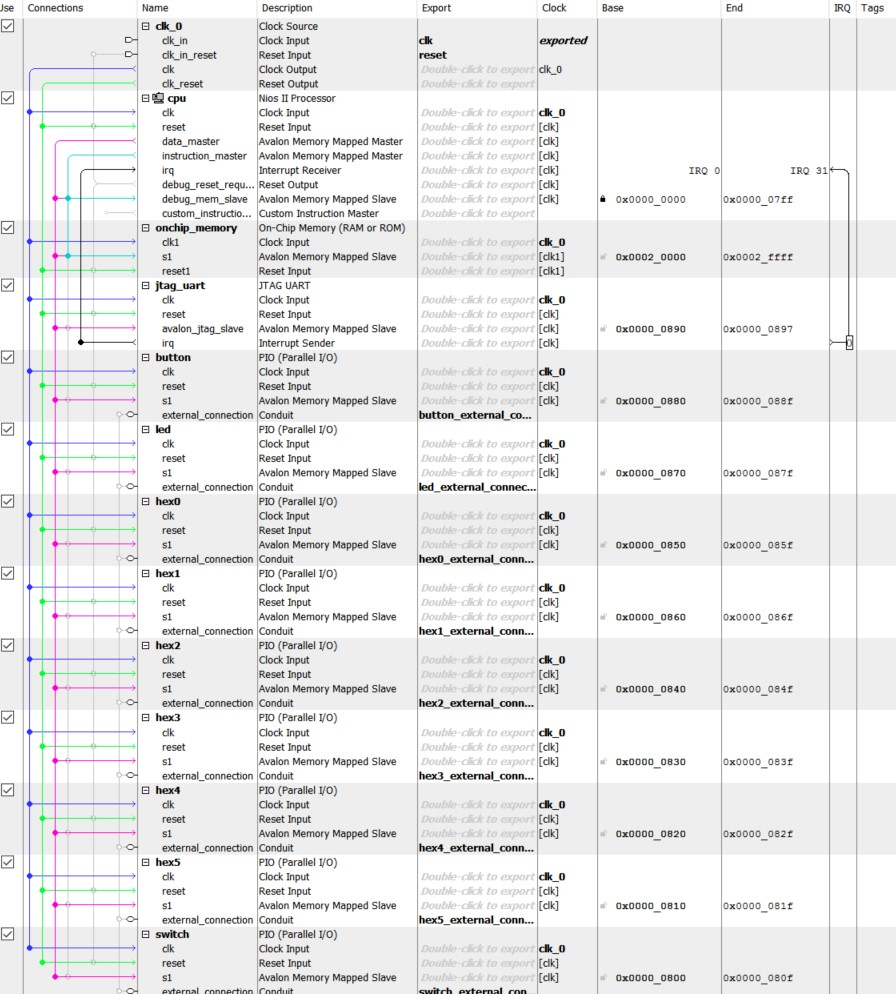 Use Connections Name Description Export Clock Base End IRQ Tags
clk_0 Clock Source
clk_in Clock Input clk exported
clk_in_reset Reset Input reset
clk Clock Output Double-click to export clk_0
clk_reset Reset Output Double-click to export
cpu Nios II Processor
clk Clock Input Double-click to export clk_0
reset Reset Input Double-click to export [clk]
data_master Avalon Memory Mapped Master Double-click to export [clk]
instruction_master Avalon Memory Mapped Master Double-click to export [clk]
irq Interrupt Receiver Double-click to export [clk] IRQ 0 IRQ 31
debug_reset_requ... Reset Output Double-click to export [clk]
debug_mem_slave Avalon Memory Mapped Slave Double-click to export [clk] 0x0000_0000 0x0000_07ff
custom_instructio... Custom Instruction Master Double-click to export
onchip_memory On-Chip Memory (RAM or ROM)
clk1 Clock Input Double-click to export clk_0
s1 Avalon Memory Mapped Slave Double-click to export [clk1] 0x0002_0000 0x0002_ffff
reset1 Reset Input Double-click to export [clk1]
jtag_uart JTAG UART
clk Clock Input Double-click to export clk_0
reset Reset Input Double-click to export [clk]
avalon_jtag_slave Avalon Memory Mapped Slave Double-click to export [clk] 0x0000_0890 0x0000_0897
irq Interrupt Sender Double-click to export [clk] 0
button PIO (Parallel I/O)
clk Clock Input Double-click to export clk_0
reset Reset Input Double-click to export [clk]
s1 Avalon Memory Mapped Slave Double-click to export [clk] 0x0000_0880 0x0000_088f
external_connection Conduit button_external_co...
led PIO (Parallel I/O)
clk Clock Input Double-click to export clk_0
reset Reset Input Double-click to export [clk]
s1 Avalon Memory Mapped Slave Double-click to export [clk] 0x0000_0870 0x0000_087f
external_connection Conduit led_external_connec...
hex0 PIO (Parallel I/O)
clk Clock Input Double-click to export clk_0
reset Reset Input Double-click to export [clk]
s1 Avalon Memory Mapped Slave Double-click to export [clk] 0x0000_0850 0x0000_085f
external_connection Conduit hex0_external_conn...
hex1 PIO (Parallel I/O)
clk Clock Input Double-click to export clk_0
reset Reset Input Double-click to export [clk]
s1 Avalon Memory Mapped Slave Double-click to export [clk] 0x0000_0860 0x0000_086f
external_connection Conduit hex1_external_conn...
hex2 PIO (Parallel I/O)
clk Clock Input Double-click to export clk_0
reset Reset Input Double-click to export [clk]
s1 Avalon Memory Mapped Slave Double-click to export [clk] 0x0000_0840 0x0000_084f
external_connection Conduit hex2_external_conn...
hex3 PIO (Parallel I/O)
clk Clock Input Double-click to export clk_0
reset Reset Input Double-click to export [clk]
s1 Avalon Memory Mapped Slave Double-click to export [clk] 0x0000_0830 0x0000_083f
external_connection Conduit hex3_external_conn...
hex4 PIO (Parallel I/O)
clk Clock Input Double-click to export clk_0
reset Reset Input Double-click to export [clk]
s1 Avalon Memory Mapped Slave Double-click to export [clk] 0x0000_0820 0x0000_082f
external_connection Conduit hex4_external_conn...
hex5 PIO (Parallel I/O)
clk Clock Input Double-click to export clk_0
reset Reset Input Double-click to export [clk]
s1 Avalon Memory Mapped Slave Double-click to export [clk] 0x0000_0810 0x0000_081f
external_connection Conduit hex5_external_conn...
switch PIO (Parallel I/O)
clk Clock Input Double-click to export clk_0
reset Reset Input Double-click to export [clk]
s1 Avalon Memory Mapped Slave Double-click to export [clk] 0x0000_0800 0x0000_080f
external_connection Conduit switch_external_con...